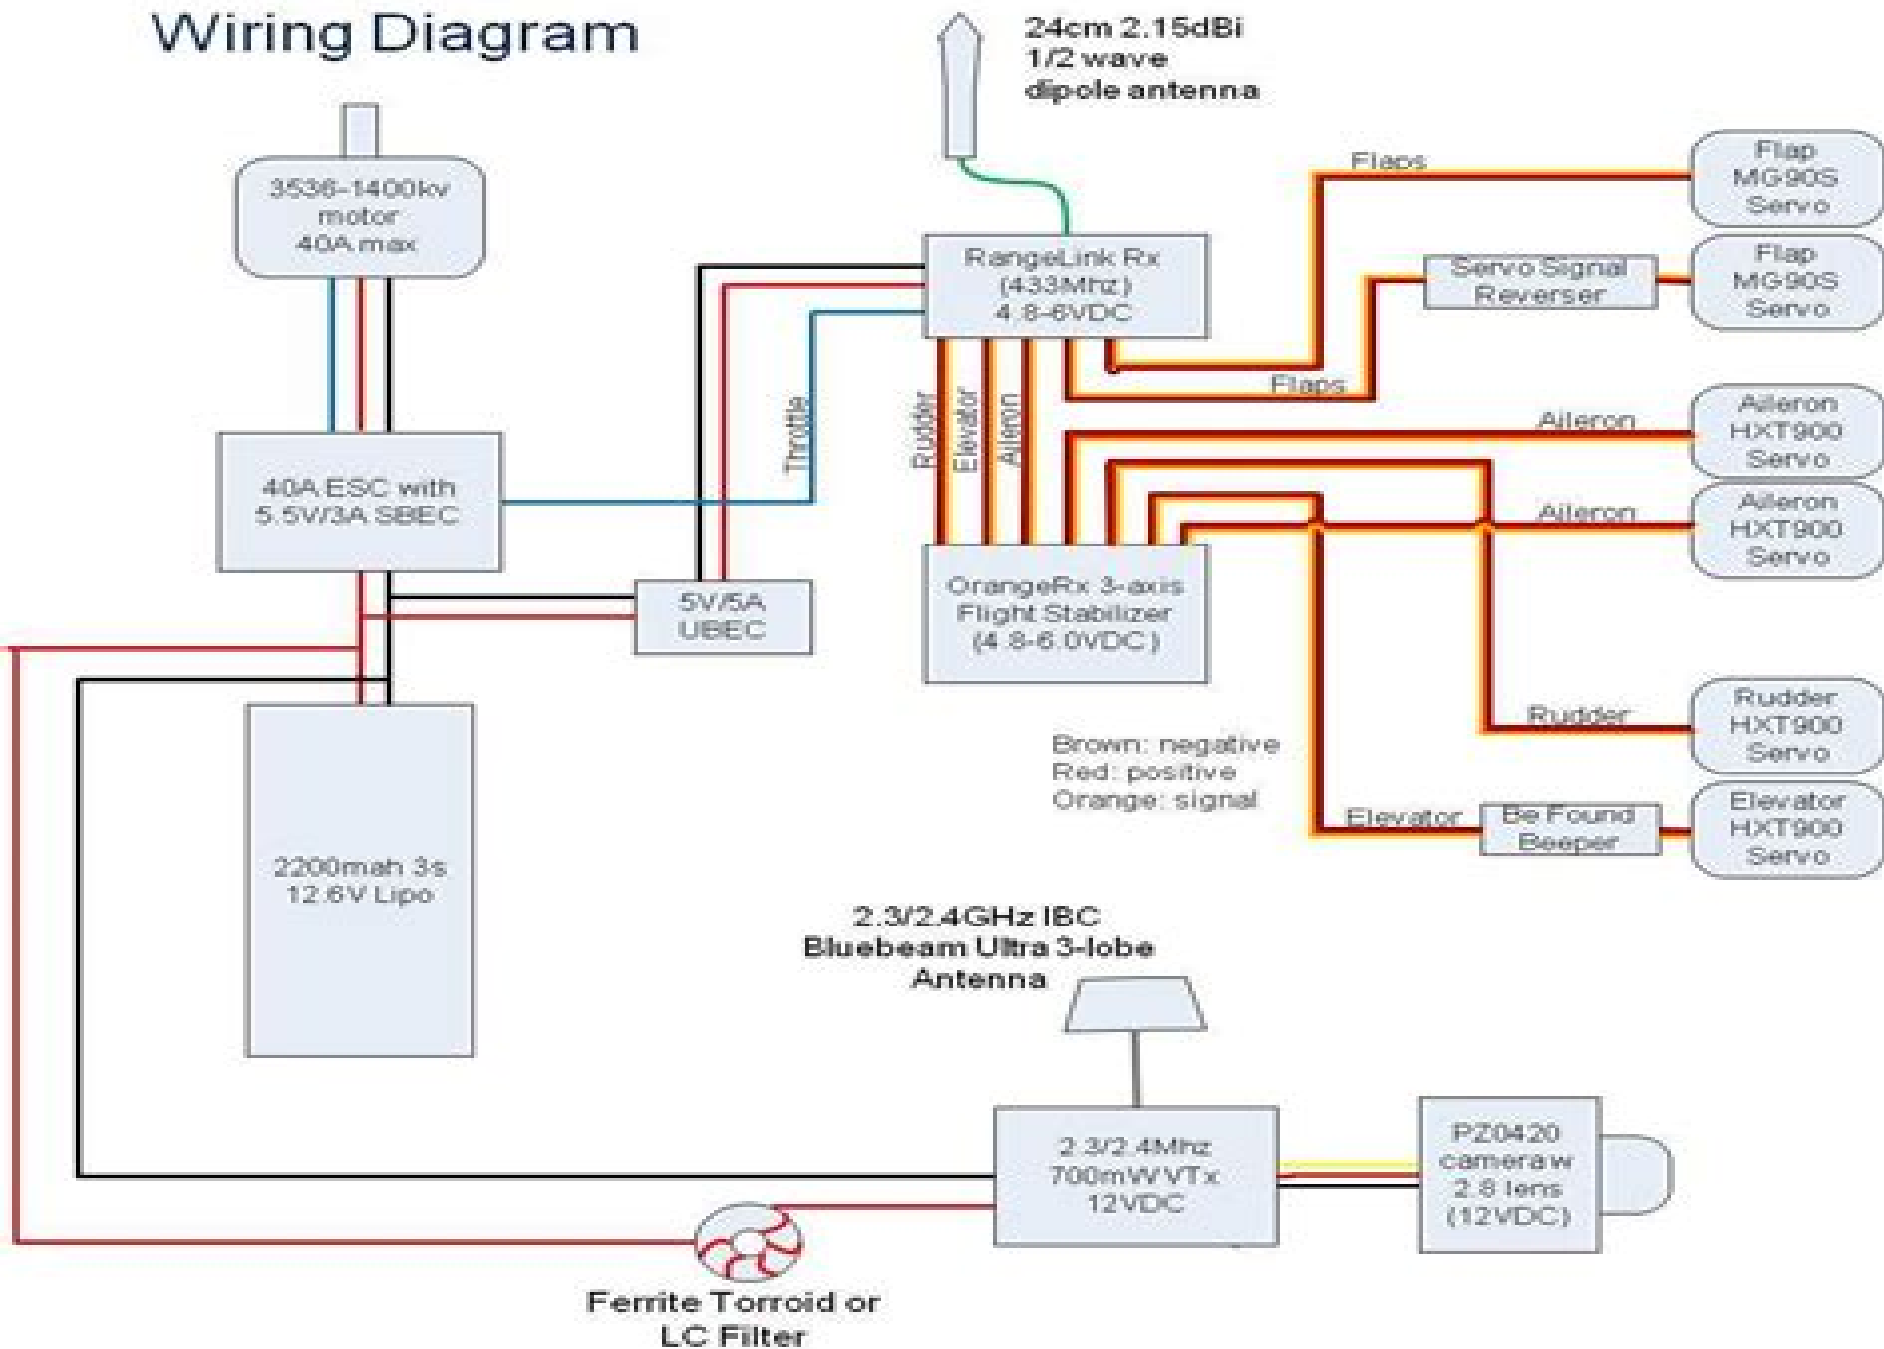 Wiring Diagram
24cm 2.15dBi
1/2 wave
dipole antenna
3536-1400kv
motor
40A max
RangeLink Rx
(433Mhz)
4.8-6VDC
Flaps
Flap
MG90S
Servo
Servo Signal
Reverser
Flap
MG90S
Servo
Flaps
Throttle
Rudder
Elevator
Aileron
Aileron
Aileron
HXT900
Servo
Aileron
Aileron
HXT900
Servo
40A ESC with
5.5V/3A SBEC
5V/5A
UBEC
OrangeRx 3-axis
Flight Stabilizer
(4.8-6.0VDC)
Rudder
Rudder
HXT900
Servo
Brown: negative
Red: positive
Orange: signal
Elevator
Be Found
Beeper
Elevator
HXT900
Servo
2200mah 3s
12.6V Lipo
2.3/2.4GHz IBC
Bluebeam Ultra 3-lobe
Antenna
2.3/2.4Mhz
700mW VTx
12VDC
PZ0420
camera w
2.8 lens
(12VDC)
Ferrite Torroid or
LC Filter